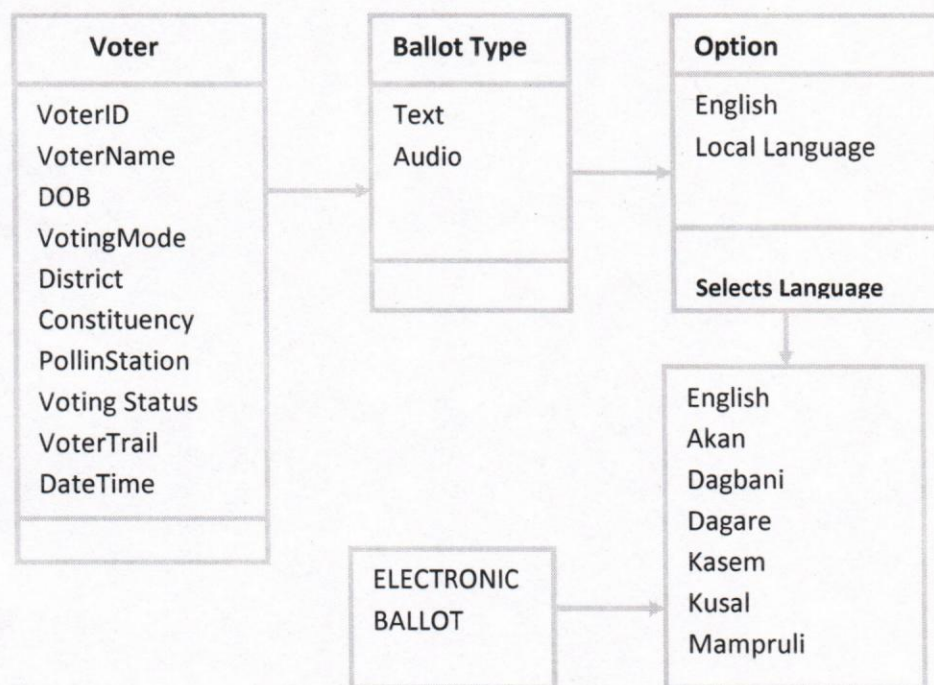 Voter
VoterID
VoterName
DOB
VotingMode
District
Constituency
PollinStation
Voting Status
VoterTrail
DateTime
Ballot Type
Text
Audio
Option
English
Local Language
Selects Language
English
Akan
Dagbani
Dagare
Kasem
Kusal
Mampruli
ELECTRONIC
BALLOT